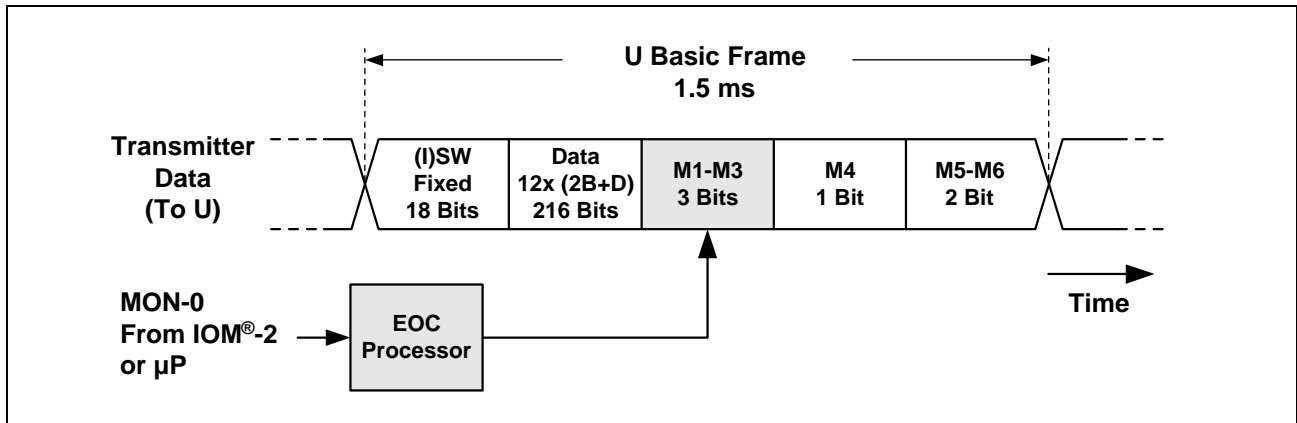 U Basic Frame
1.5 ms
Transmitter
Data
(To U)
(I)SW
Fixed
18 Bits
Data
12x (2B+D)
216 Bits
M1-M3
3 Bits
M4
1 Bit
M5-M6
2 Bit
Time
MON-0
From IOM®-2
or µP
EOC
Processor